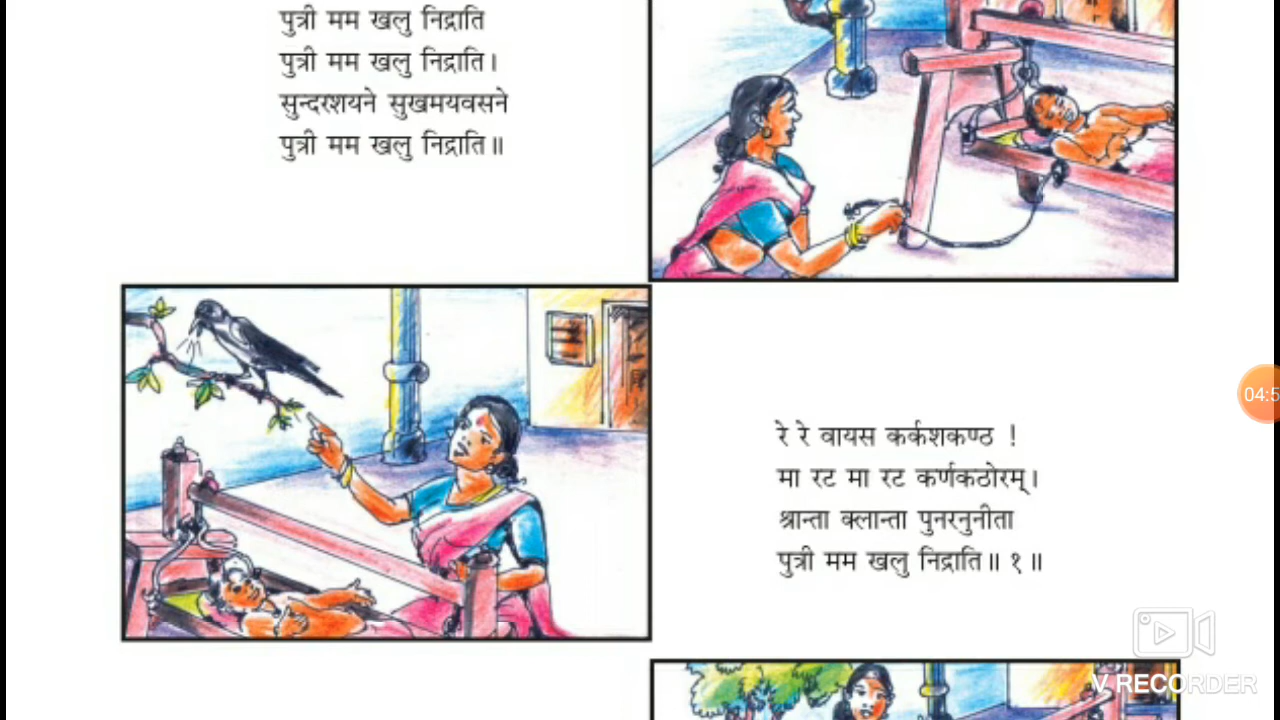 पुत्री मम खलु निद्राति
पुत्री मम खलु निद्राति।
सुन्दरशयने सुखमयवसने
पुत्री मम खलु निद्राति॥
रे रे वायस कर्कशकण्ठ !
मा रट मा रट कर्णकठोरम्।
श्रान्ता क्लान्ता पुनरनुनीता
पुत्री मम खलु निद्राति॥ १॥
04:5
V RECORDER